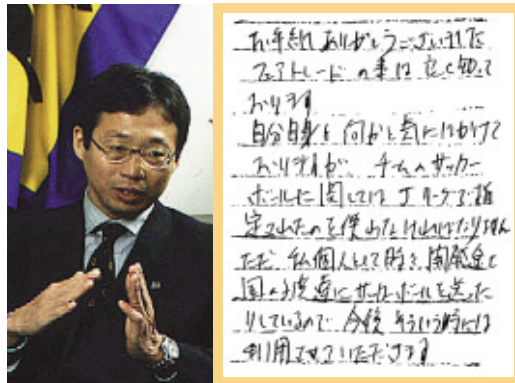 お手紙ありがとうございました
フェアトレードの事は良く知って
おります
自分自身も何かと気にはかけて
おりますが チームのサッカー
ボールに関しては Jリーグで指
定されたのを使わなければなりません
ただ 私個人として時々 開発途上
国の子供達にサッカーボールを送った
りしているので 今後そういう時には
利用させていただきます